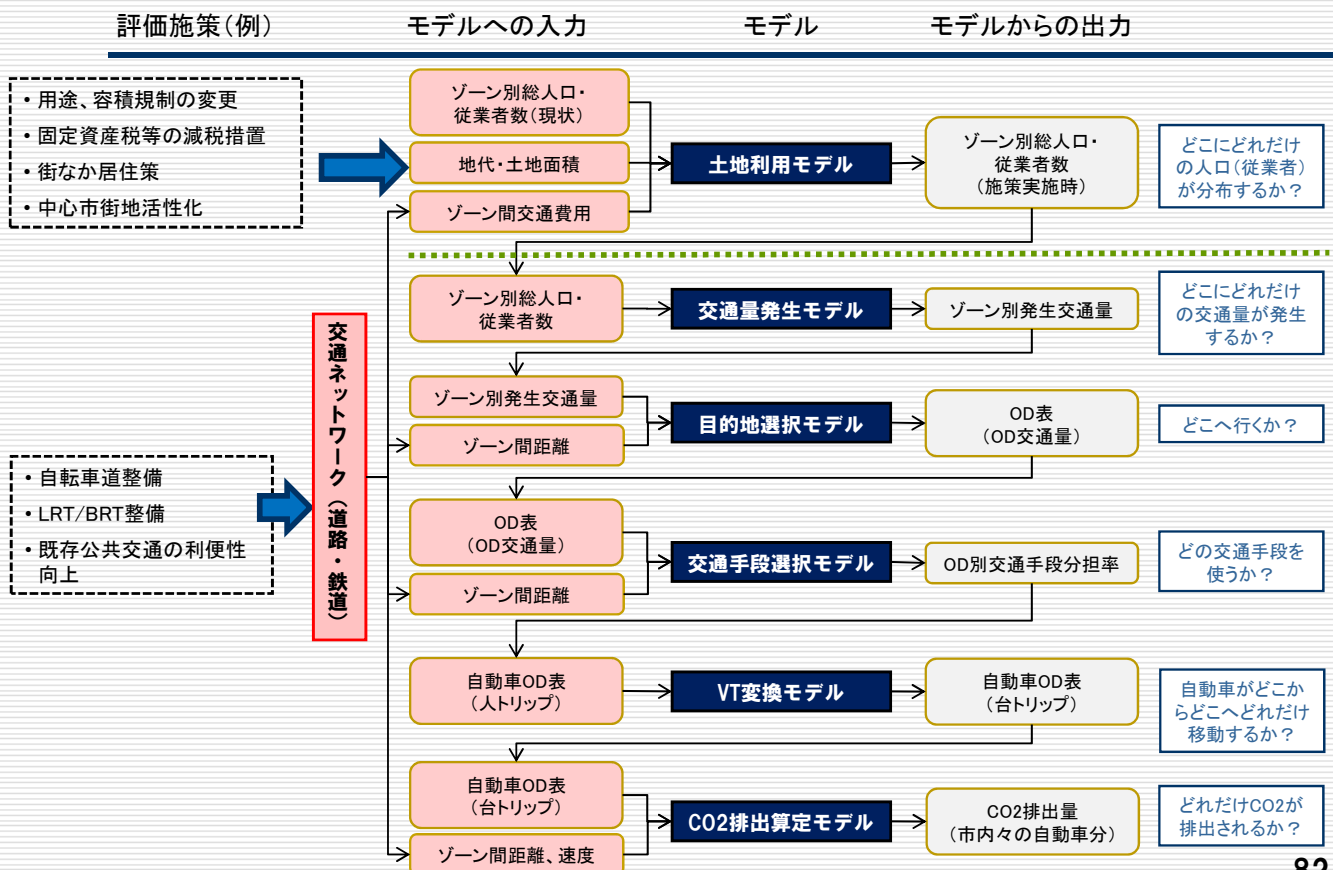 評価施策(例)
モデルへの入力
モデル
モデルからの出力
・用途、容積規制の変更
・固定資産税等の減税措置
・街なか居住策
・中心市街地活性化
ゾーン別総人口・
従業者数(現状)
地代・土地面積
ゾーン間交通費用
土地利用モデル
ゾーン別総人口・
従業者数
(施策実施時)
どこにどれだけ
の人口(従業者)
が分布するか?
ゾーン別総人口・
従業者数
交通量発生モデル
ゾーン別発生交通量
どこにどれだけ
の交通量が発生
するか?
交通ネットワーク(道路・鉄道)
ゾーン別発生交通量
ゾーン間距離
目的地選択モデル
OD表
(OD交通量)
どこへ行くか?
・自転車道整備
・LRT/BRT整備
・既存公共交通の利便性
向上
OD表
(OD交通量)
ゾーン間距離
交通手段選択モデル
OD別交通手段分担率
どの交通手段を
使うか?
自動車OD表
(人トリップ)
VT変換モデル
自動車OD表
(台トリップ)
自動車がどこか
らどこへどれだけ
移動するか?
自動車OD表
(台トリップ)
ゾーン間距離、速度
CO2排出算定モデル
CO2排出量
(市内々の自動車分)
どれだけCO2が
排出されるか?